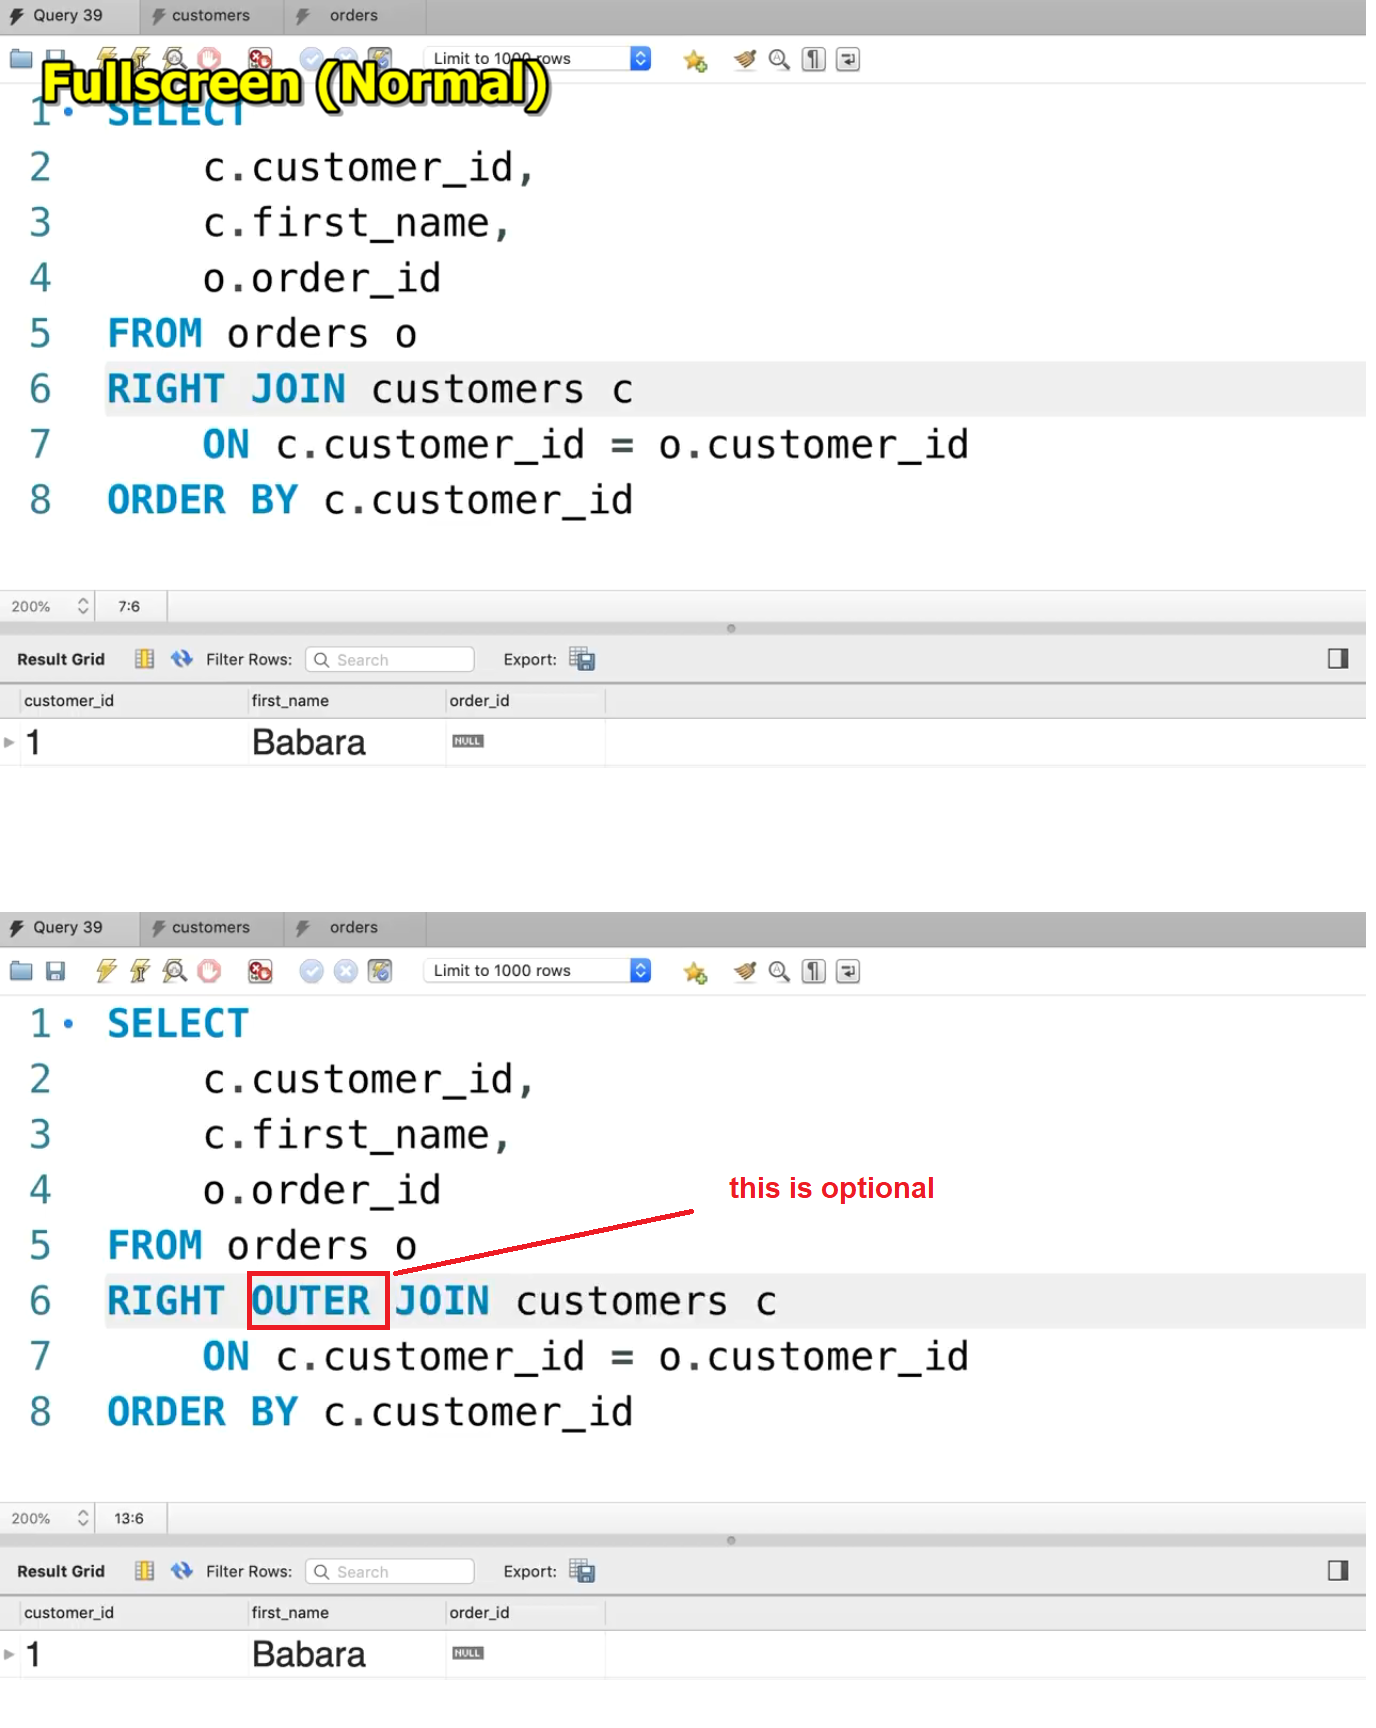 Query 39 customers orders
Limit to 1000 rows
Fullscreen (Normal)
1 SELECT
2 c.customer_id,
3 c.first_name,
4 o.order_id
5 FROM orders o
6 RIGHT JOIN customers c
7 ON c.customer_id = o.customer_id
8 ORDER BY c.customer_id
200% 7:6
Result Grid Filter Rows: Search Export:
customer_id first_name order_id
1 Babara NULL
Query 39 customers orders
Limit to 1000 rows
1 SELECT
2 c.customer_id,
3 c.first_name,
4 o.order_id
this is optional
5 FROM orders o
6 RIGHT OUTER JOIN customers c
7 ON c.customer_id = o.customer_id
8 ORDER BY c.customer_id
200% 13:6
Result Grid Filter Rows: Search Export:
customer_id first_name order_id
1 Babara NULL